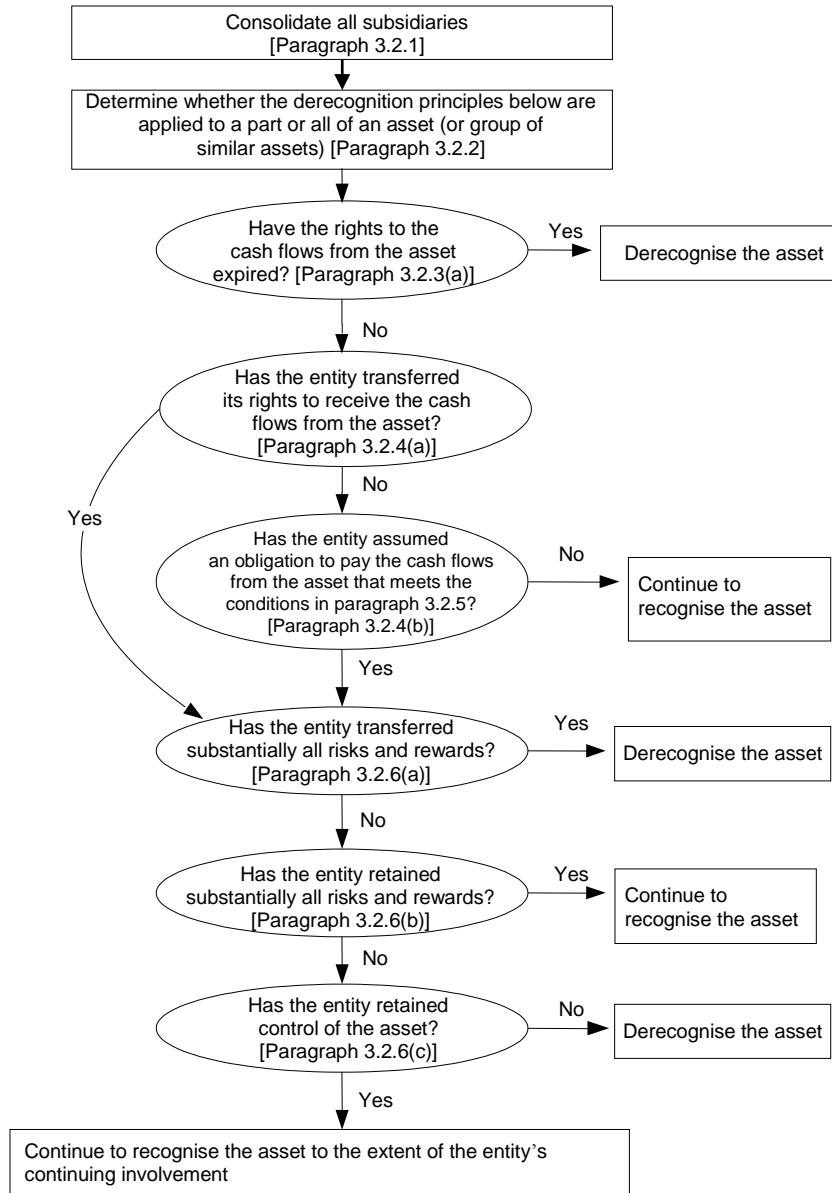 Consolidate all subsidiaries
[Paragraph 3.2.1]
Determine whether the derecognition principles below are
applied to a part or all of an asset (or group of
similar assets) [Paragraph 3.2.2]
Have the rights to the
cash flows from the asset
expired? [Paragraph 3.2.3(a)]
Yes
Derecognise the asset
No
Has the entity transferred
its rights to receive the cash
flows from the asset?
[Paragraph 3.2.4(a)]
Yes
No
Has the entity assumed
an obligation to pay the cash flows
from the asset that meets the
conditions in paragraph 3.2.5?
[Paragraph 3.2.4(b)]
No
Continue to
recognise the asset
Yes
Has the entity transferred
substantially all risks and rewards?
[Paragraph 3.2.6(a)]
Yes
Derecognise the asset
No
Has the entity retained
substantially all risks and rewards?
[Paragraph 3.2.6(b)]
Yes
Continue to
recognise the asset
No
Has the entity retained
control of the asset?
[Paragraph 3.2.6(c)]
No
Derecognise the asset
Yes
Continue to recognise the asset to the extent of the entity’s
continuing involvement